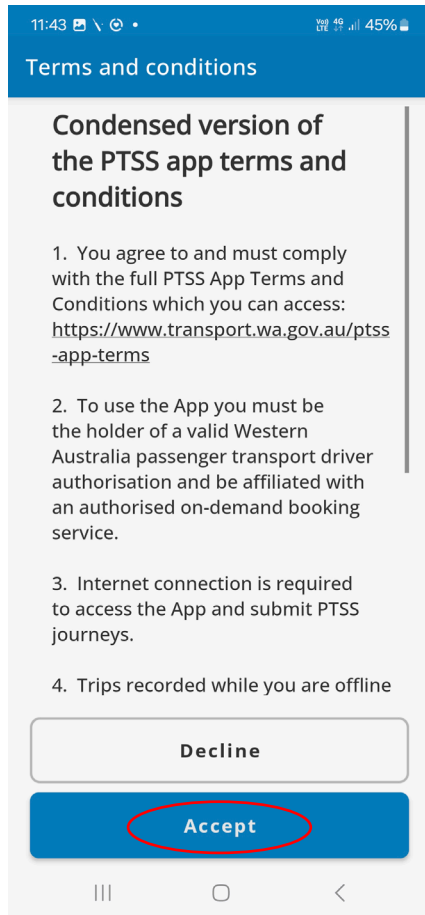 11:43 45%
Terms and conditions
Condensed version of
the PTSS app terms and
conditions
1. You agree to and must comply
with the full PTSS App Terms and
Conditions which you can access:
https://www.transport.wa.gov.au/ptss
-app-terms
2. To use the App you must be
the holder of a valid Western
Australia passenger transport driver
authorisation and be affiliated with
an authorised on-demand booking
service.
3. Internet connection is required
to access the App and submit PTSS
journeys.
4. Trips recorded while you are offline
Decline
Accept